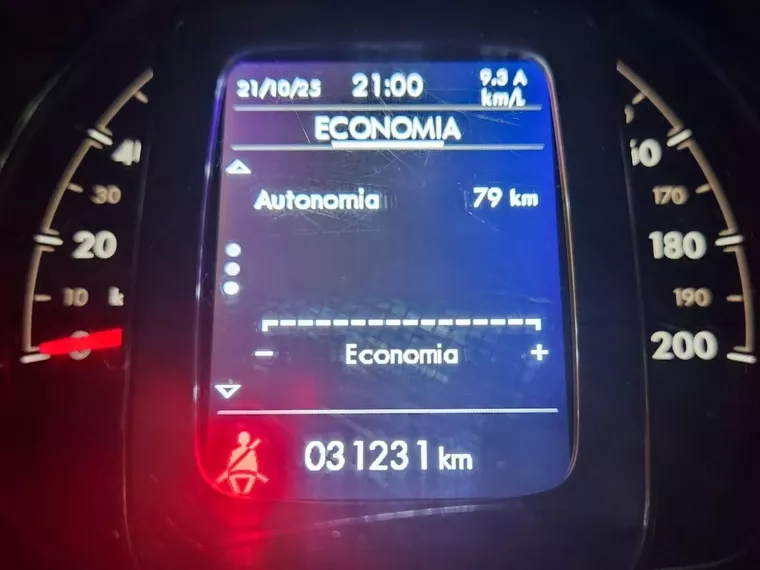 21/10/25 21:00 9.3 A
km/L
ECONOMIA
Autonomia 79 km
- Economia +
031231 km
30
20
10
0
170
180
190
200